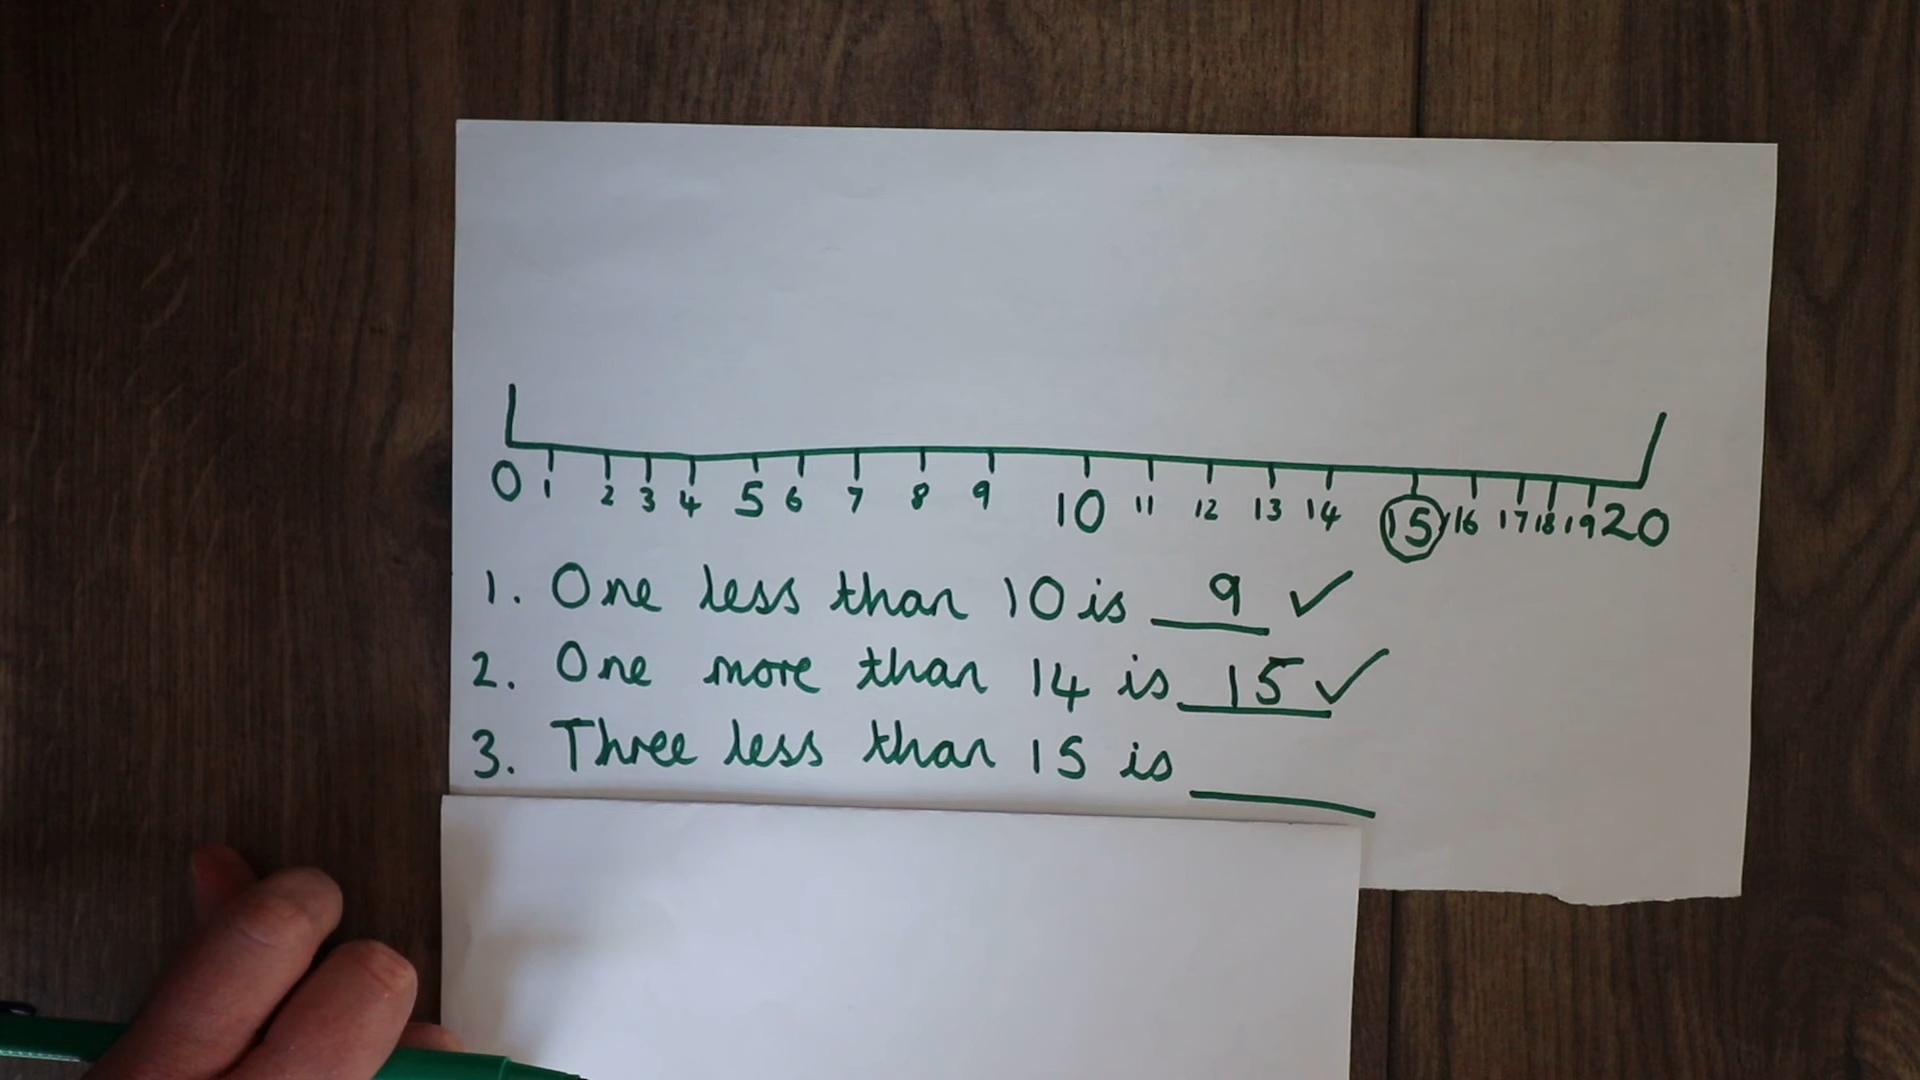 0 1 2 3 4 5 6 7 8 9 10 11 12 13 14 15 16 17 18 19 20
1. One less than 10 is 9 ✓
2. One more than 14 is 15 ✓
3. Three less than 15 is